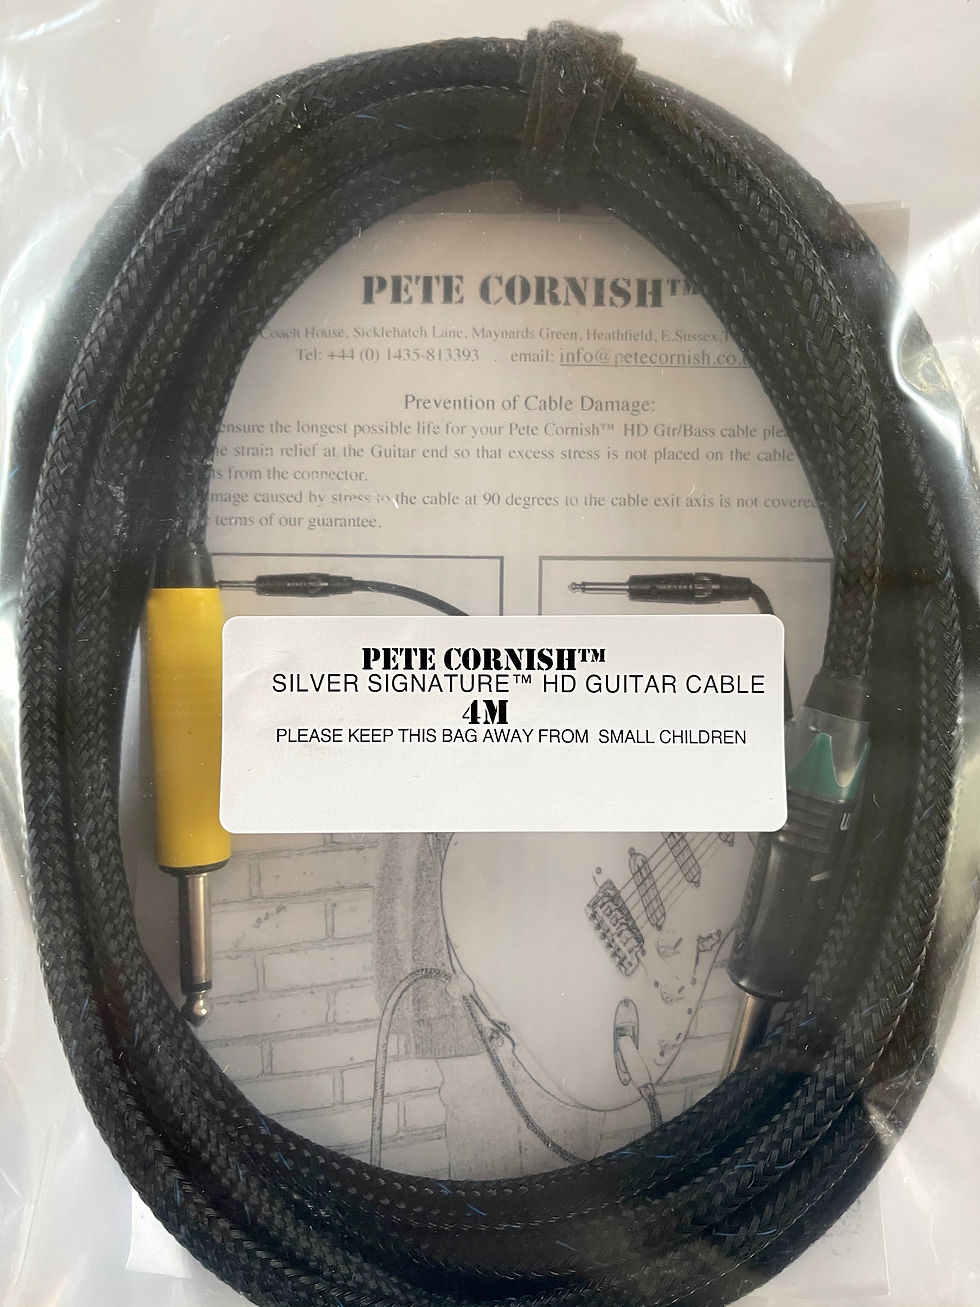 PETE CORNISH™
Coach House, Sicklehatch Lane, Maynards Green, Heathfield, E.Sussex,
Tel: +44 (0) 1435-813393 . email: info@petecornish.co.
Prevention of Cable Damage:
ensure the longest possible life for your Pete Cornish™ HD Gtr/Bass cable
strain relief at the Guitar end so that excess stress is not placed on the cable
from the connector.
caused by stress to the cable at 90 degrees to the cable exit axis is not covered
terms of our guarantee.
PETE CORNISH™
SILVER SIGNATURE™ HD GUITAR CABLE
4M
PLEASE KEEP THIS BAG AWAY FROM SMALL CHILDREN